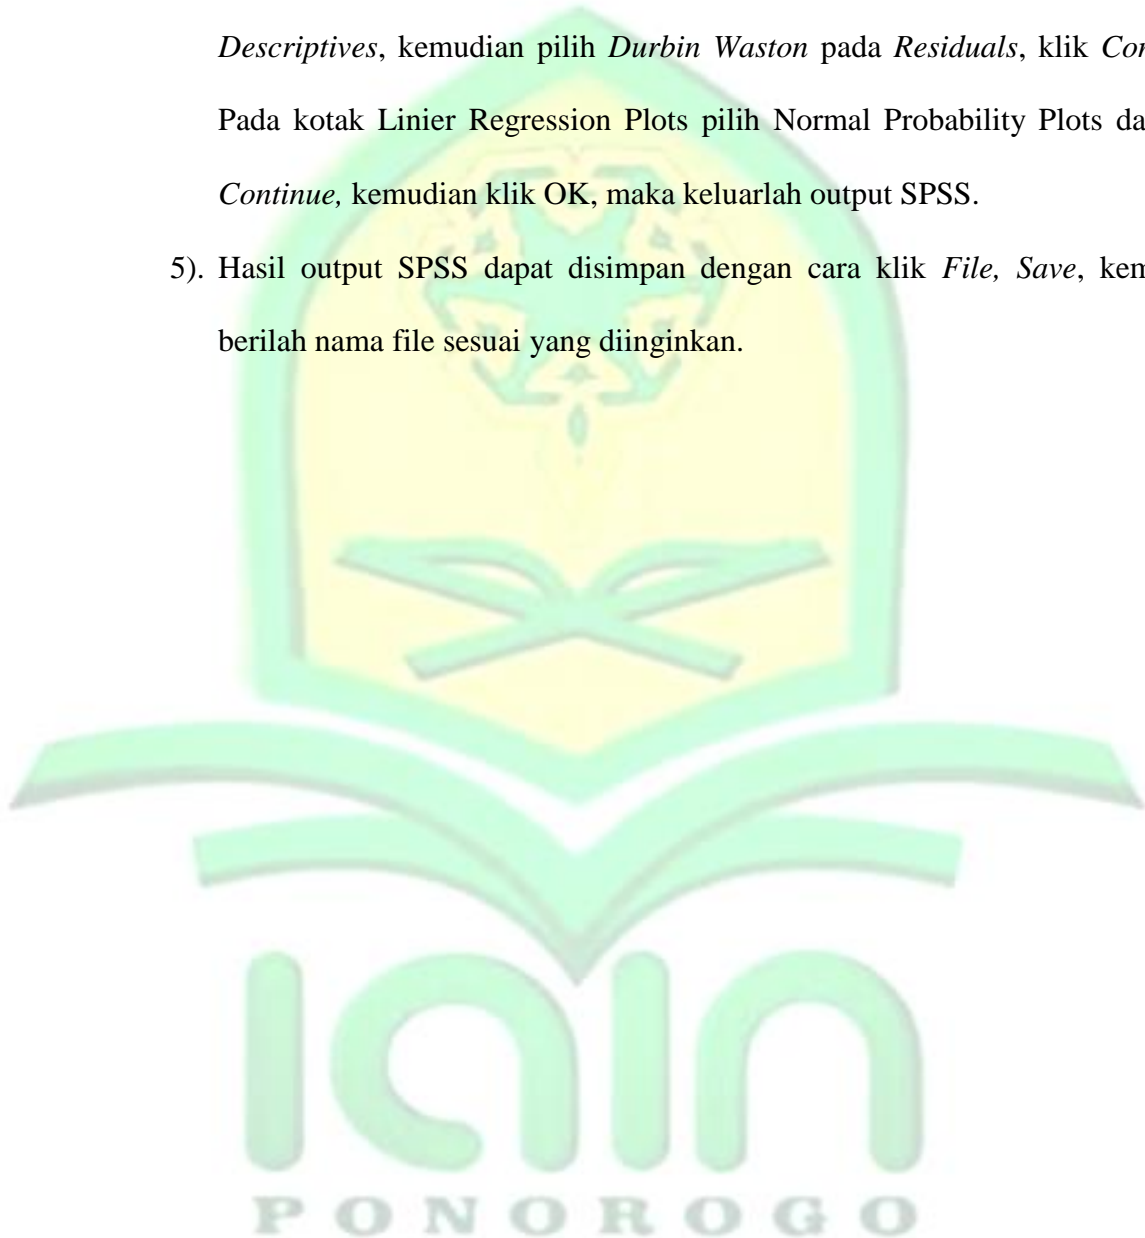 Descriptives, kemudian pilih Durbin Waston pada Residuals, klik
Pada kotak Linier Regression Plots pilih Normal Probability Plots
Continue, kemudian klik OK, maka keluarlah output SPSS.
5). Hasil output SPSS dapat disimpan dengan cara klik File, Save,
berilah nama file sesuai yang diinginkan.
iain
PONOROGO